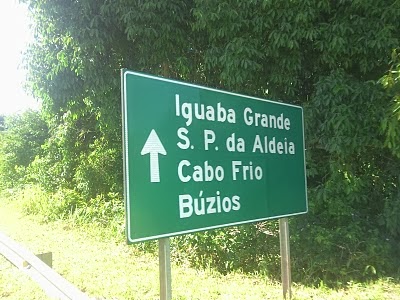 Iguaba Grande
S. P. da Aldeia
Cabo Frio
Búzios